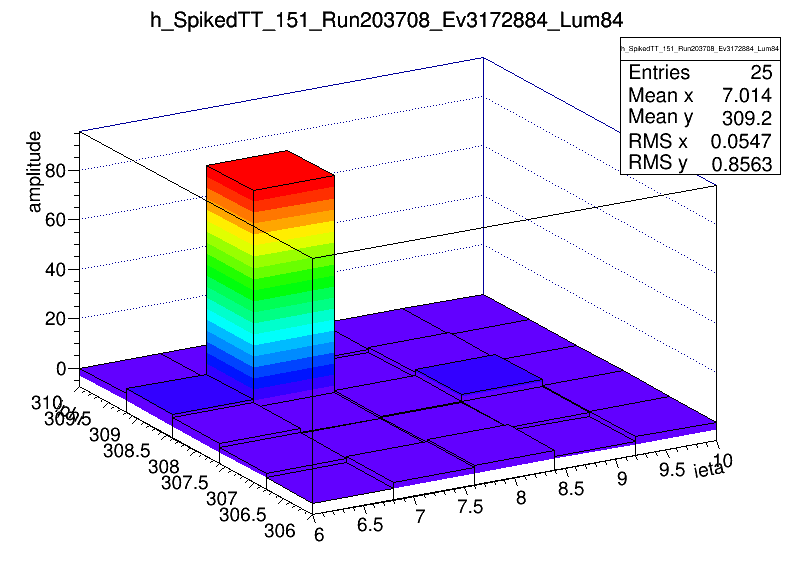 h_SpikedTT_151_Run203708_Ev3172884_Lum84
h_SpikedTT_151_Run203708_Ev3172884_Lum84
Entries 25
Mean x 7.014
Mean y 309.2
RMS x 0.0547
RMS y 0.8563
amplitude
80
60
40
20
0
310
iphi
309.5
309
308.5
308
307.5
307
306.5
306
6
6.5
7
7.5
8
8.5
9
9.5
10
ieta